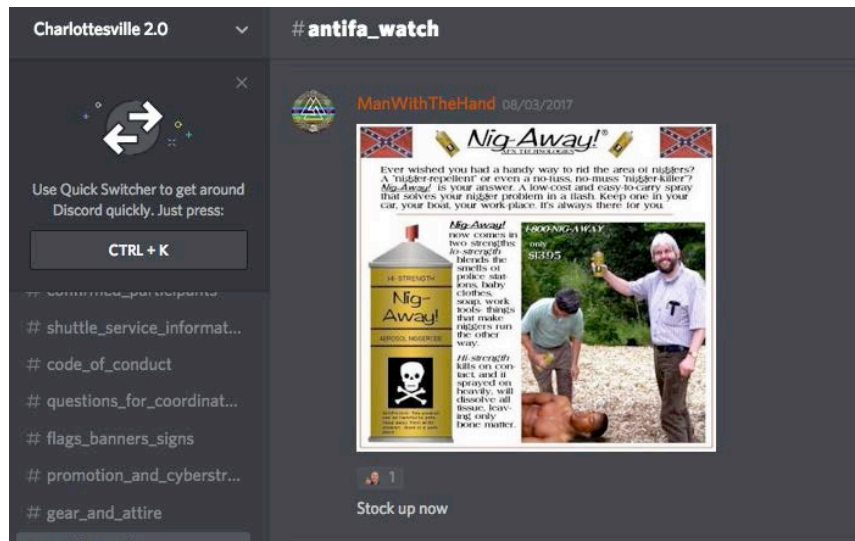 Charlottesville 2.0
Use Quick Switcher to get around
Discord quickly. Just press:
CTRL + K
# confirmed_participants
# shuttle_service_informat...
# code_of_conduct
# questions_for_coordinat...
# flags_banners_signs
# promotion_and_cyberstr...
# gear_and_attire
#antifa_watch
ManWithTheHand 08/03/2017
Nig-Away!®
Ever wished you had a handy way to rid the area of niggers?
A "nigger-repellent" or even a no-fuss, no-muss "nigger-killer"?
Nig-Away! is your answer. A low-cost and easy-to-carry spray
that solves your nigger problem in a flash. Keep one in your
car, your boat, your work-place. It's always there for you.
HI-STRENGTH
Nig-
Away!
Nig-Away!
now comes in
two strengths:
lo-strength
blends the
smells of
police stat-
ions, baby
clothes,
soap, work
tools- things
that make
niggers run
the other
way.
Hi-strength
kills on con-
tact, and if
sprayed on
heavily, will
dissolve all
tissue, leav-
ing only
bone matter.
1-800-NIG-AWAY
only
$13.95
1
Stock up now